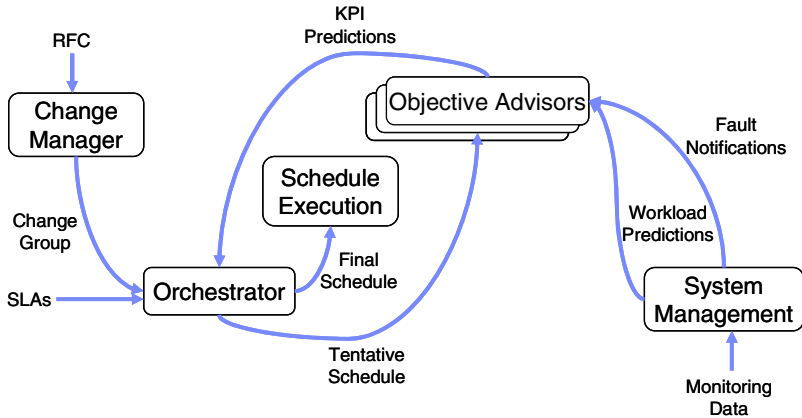 KPI
Predictions
RFC
Change
Manager
Objective Advisors
Fault
Notifications
Schedule
Execution
Change
Group
Workload
Predictions
Final
Schedule
SLAs
Orchestrator
System
Management
Tentative
Schedule
Monitoring
Data